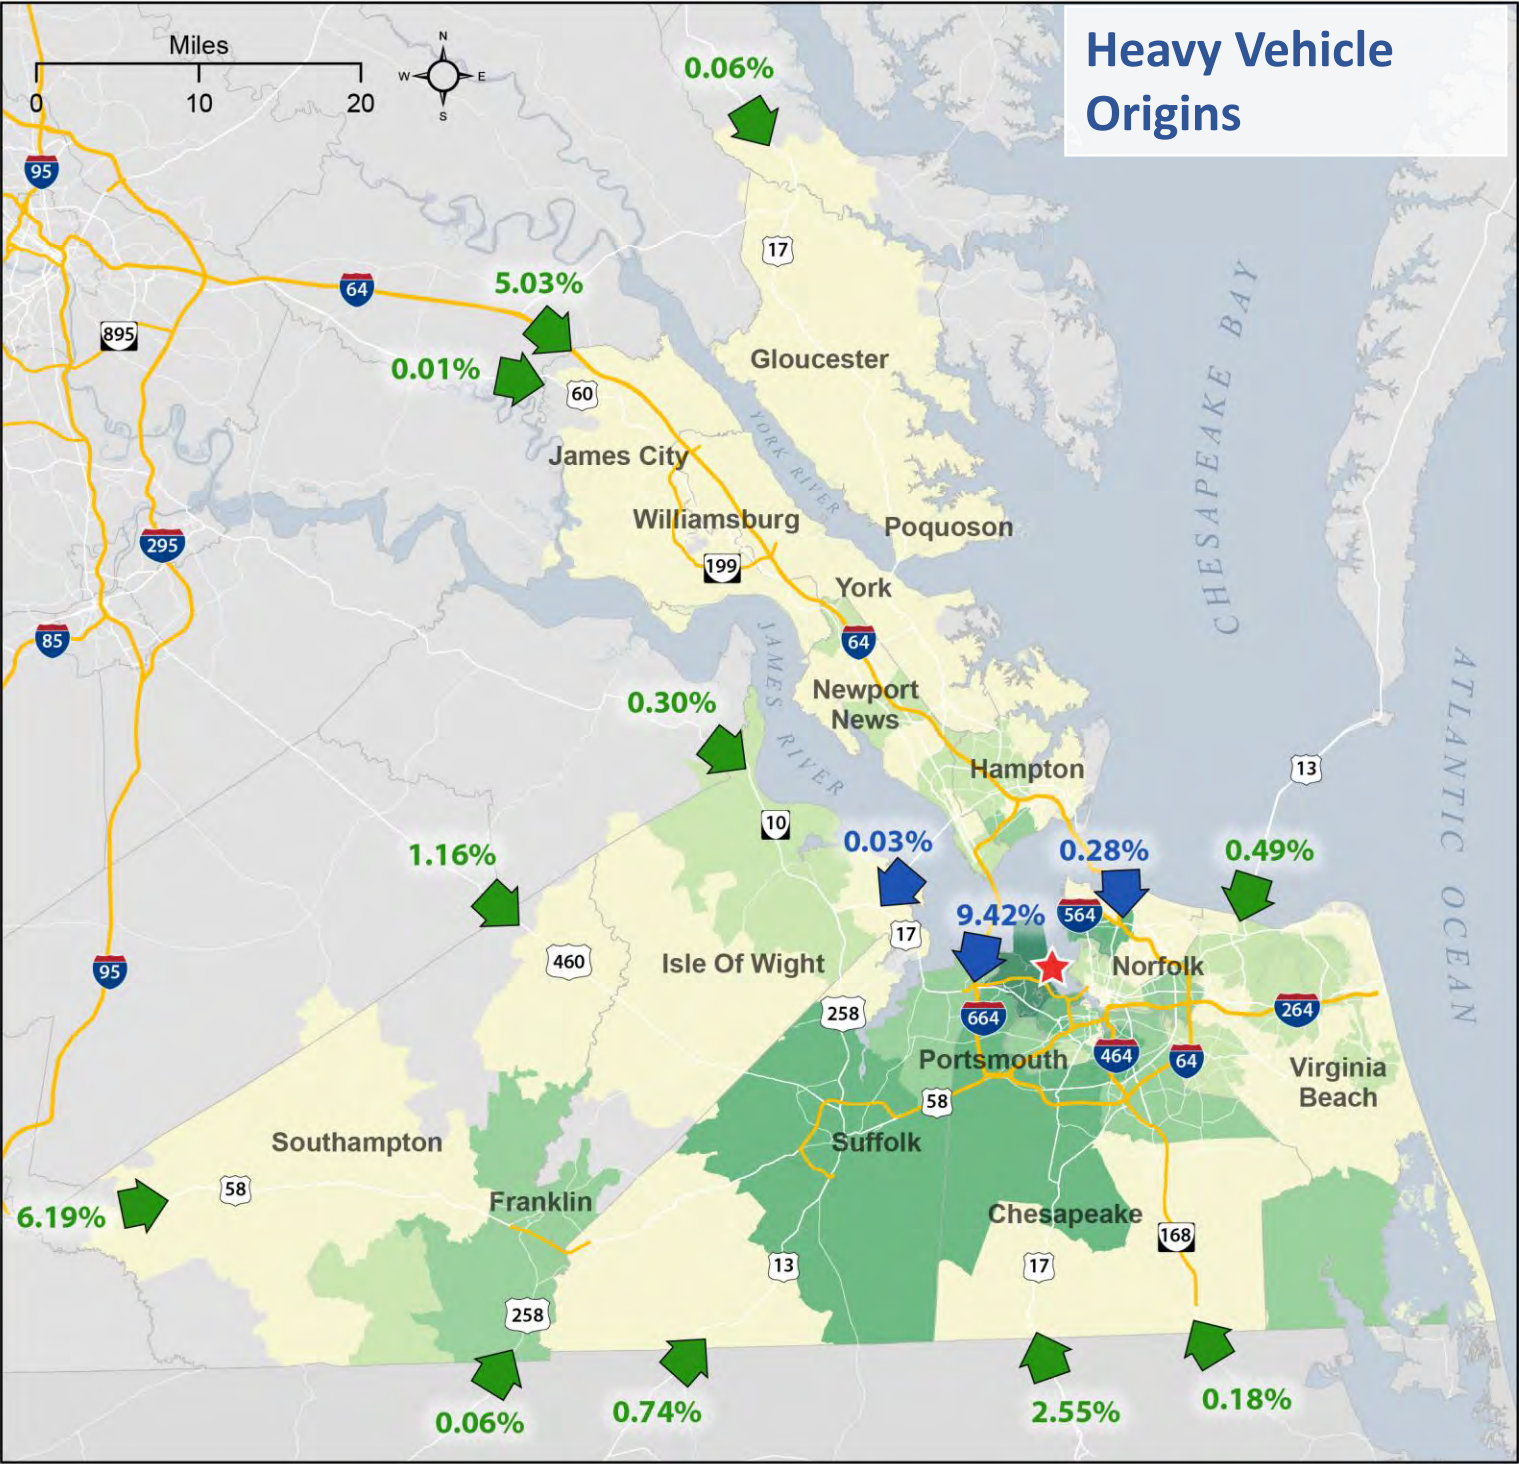 Heavy Vehicle
Origins
Miles
0
10
20
N
W
E
S
0.06%
95
17
64
5.03%
895
0.01%
60
Gloucester
CHESAPEAKE BAY
James City
YORK RIVER
Williamsburg
Poquoson
295
199
York
85
64
JAMES RIVER
ATLANTIC OCEAN
Newport
News
0.30%
Hampton
13
10
1.16%
0.03%
0.28%
0.49%
9.42%
564
17
460
Isle Of Wight
Norfolk
95
258
664
264
Portsmouth
464
64
Virginia
Beach
58
Southampton
Suffolk
58
Franklin
6.19%
Chesapeake
168
13
17
258
0.06%
0.74%
2.55%
0.18%